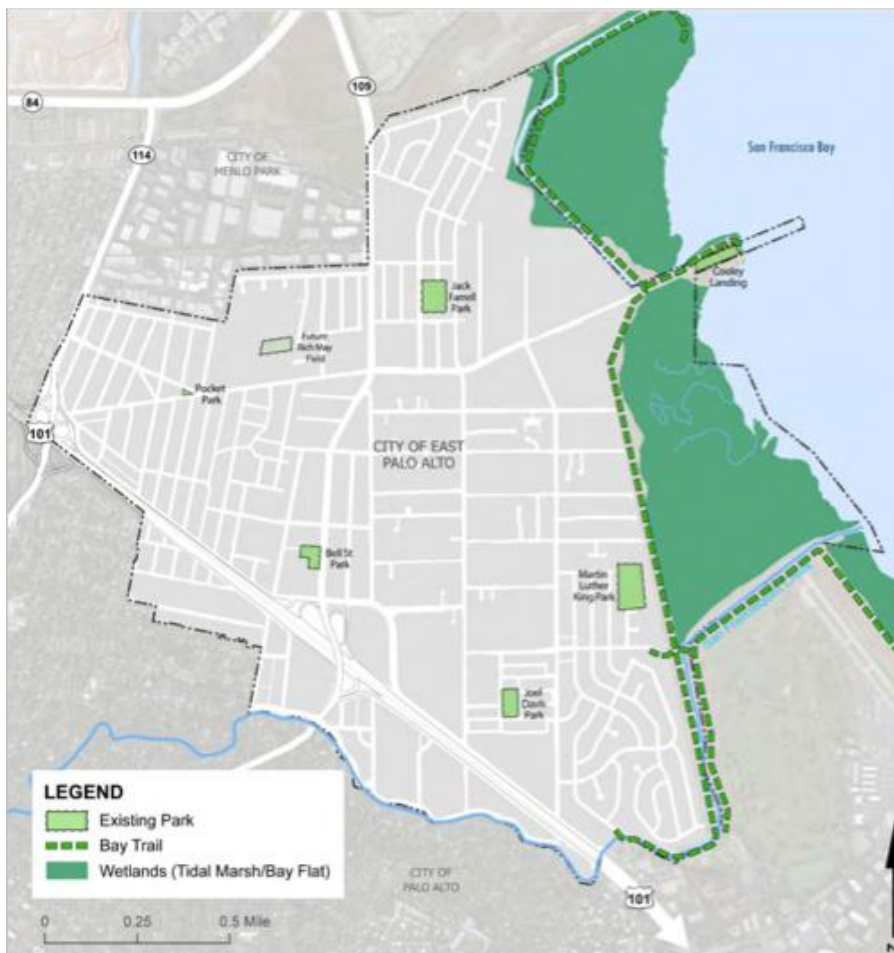 84
109
114
CITY OF
MENLO PARK
San Francisco Bay
Cooley
Landing
Jack
Farrell
Park
Future
Rich May
Field
Pocket
Park
101
CITY OF EAST
PALO ALTO
Bell St
Park
Martin
Luther
King Park
Joel
Davis
Park
LEGEND
Existing Park
Bay Trail
Wetlands (Tidal Marsh/Bay Flat)
CITY OF
PALO ALTO
101
0 0.25 0.5 Mile
N